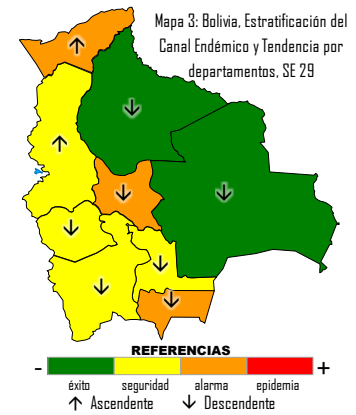 Mapa 3: Bolivia, Estratificación del
Canal Endémico y Tendencia por
departamentos, SE 29
REFERENCIAS
- +
éxito seguridad alarma epidemia
↑ Ascendente ↓ Descendente